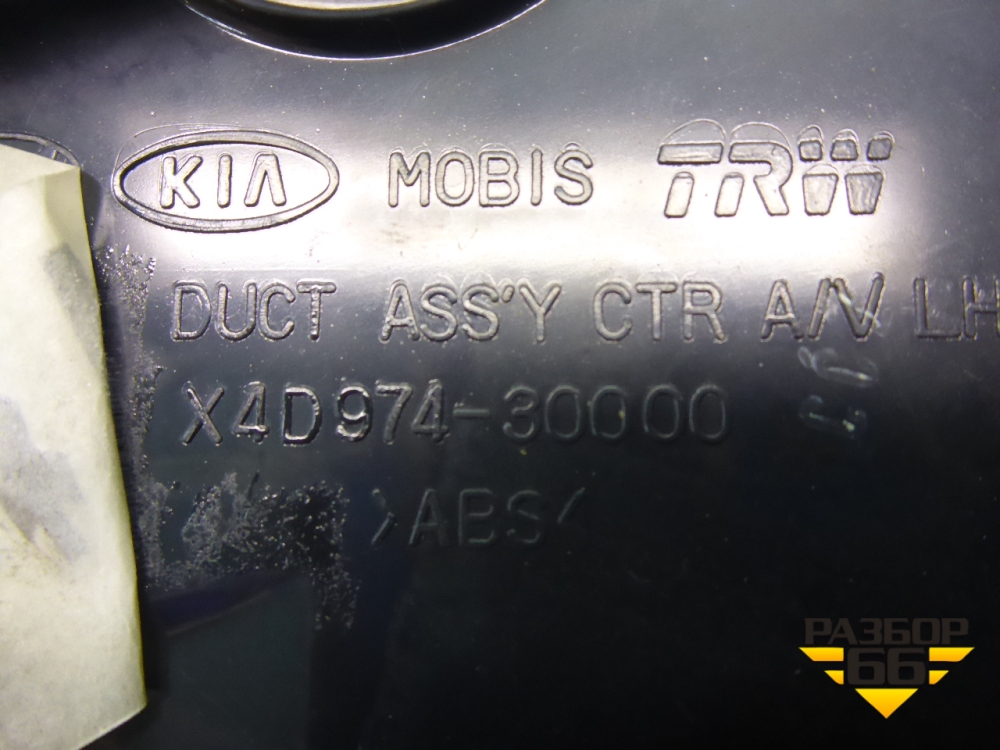 KIA MOBIS TRW
DUCT ASS'Y CTR A/V LH
X4D974-30000
>ABS<
РАЗБОР
66